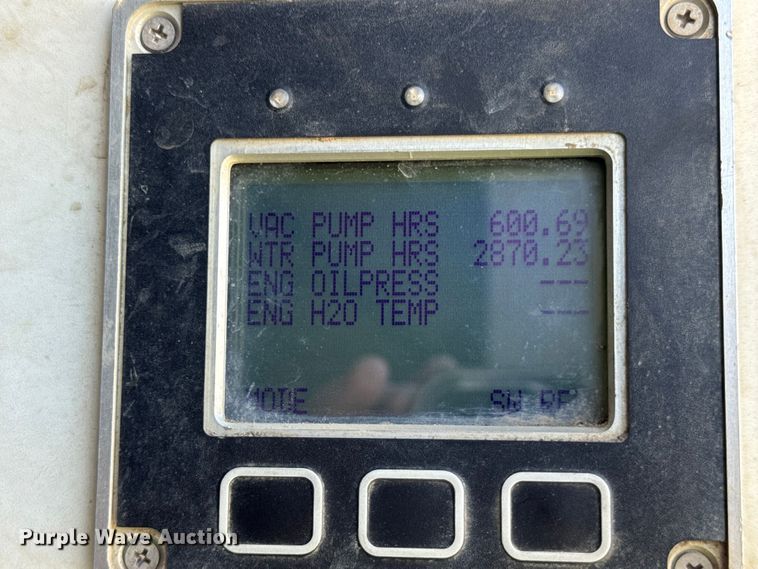 VAC PUMP HRS 600.69
WTR PUMP HRS 2870.23
ENG OILPRESS ---
ENG H2O TEMP ---
MODE SW
Purple Wave Auction